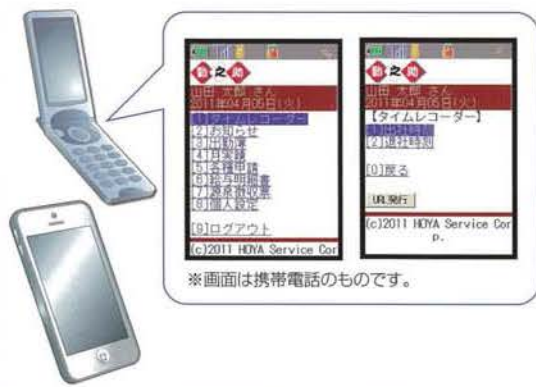 勤之助
山田 太郎 さん
2011年04月05日(火)
[1]タイムレコーダー
[2]お知らせ
[3]出勤簿
[4]月実績
[5]各種申請
[6]給与明細書
[7]源泉徴収票
[8]個人設定
[9]ログアウト
(c)2011 HOYA Service Cor
勤之助
山田 太郎 さん
2011年04月05日(火)
【タイムレコーダー】
[1]出社時刻
[2]退社時刻
[0]戻る
URL発行
(c)2011 HOYA Service Cor
p.
※画面は携帯電話のものです。